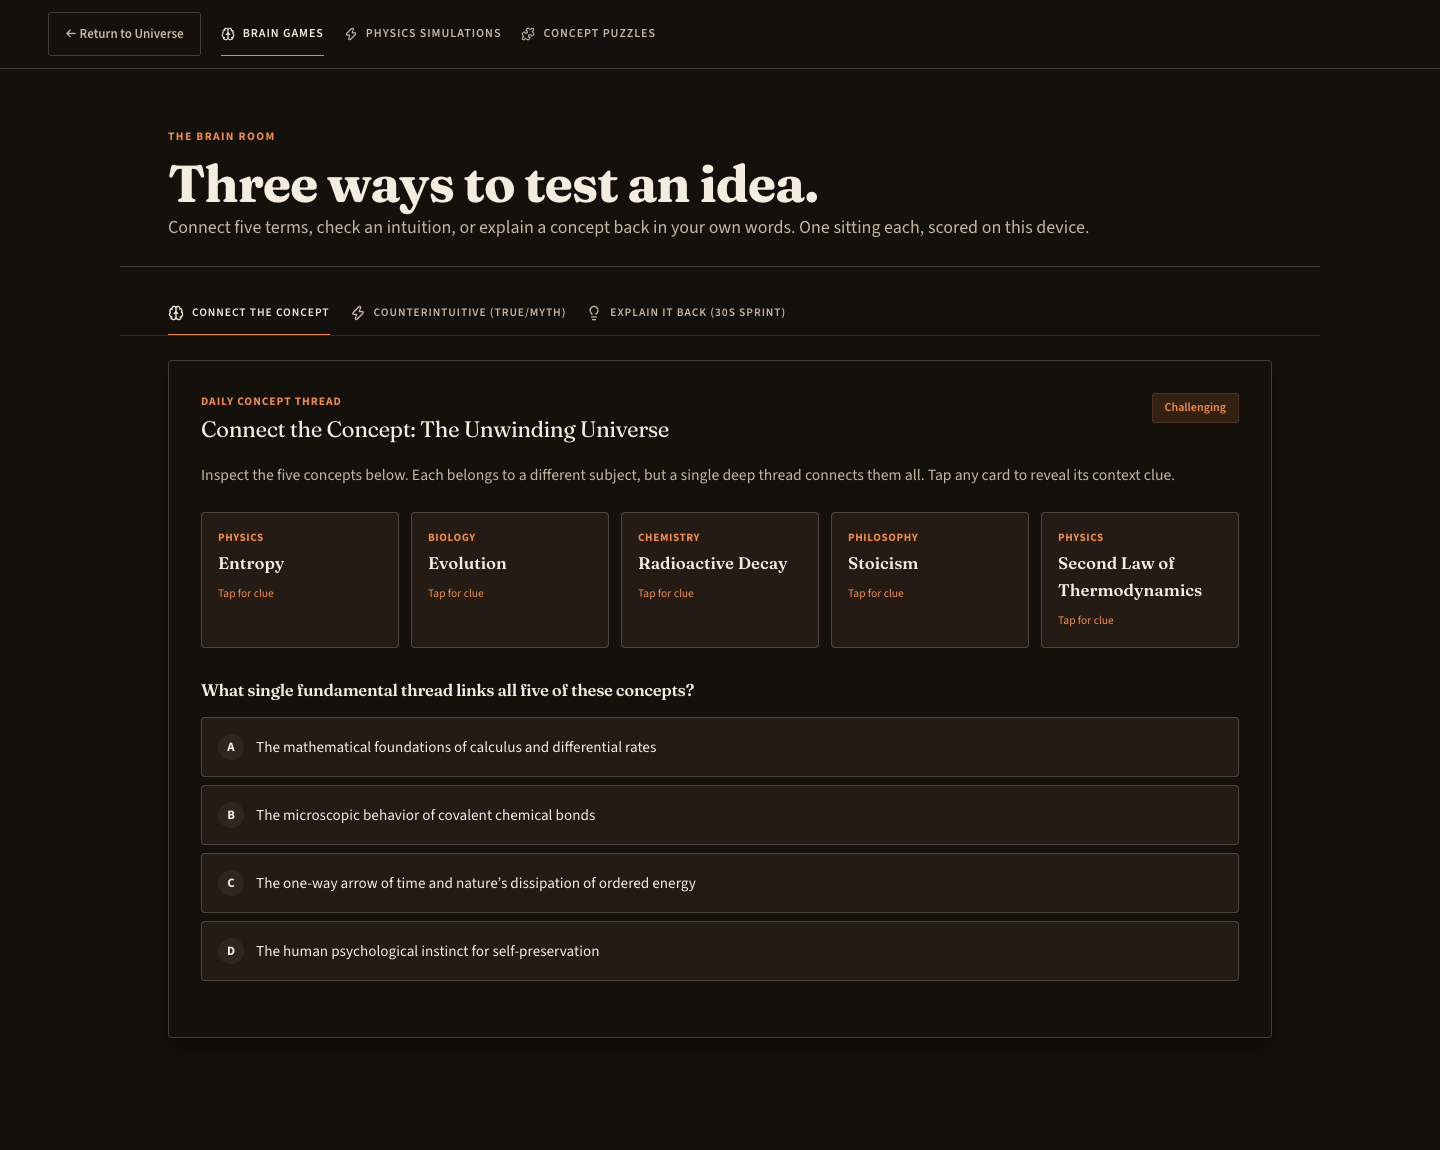 ← Return to Universe
BRAIN GAMES
PHYSICS SIMULATIONS
CONCEPT PUZZLES
THE BRAIN ROOM
Three ways to test an idea.
Connect five terms, check an intuition, or explain a concept back in your own words. One sitting each, scored on this device.
CONNECT THE CONCEPT
COUNTERINTUITIVE (TRUE/MYTH)
EXPLAIN IT BACK (30S SPRINT)
DAILY CONCEPT THREAD
Challenging
Connect the Concept: The Unwinding Universe
Inspect the five concepts below. Each belongs to a different subject, but a single deep thread connects them all. Tap any card to reveal its context clue.
PHYSICS
Entropy
Tap for clue
BIOLOGY
Evolution
Tap for clue
CHEMISTRY
Radioactive Decay
Tap for clue
PHILOSOPHY
Stoicism
Tap for clue
PHYSICS
Second Law of
Thermodynamics
Tap for clue
What single fundamental thread links all five of these concepts?
A The mathematical foundations of calculus and differential rates
B The microscopic behavior of covalent chemical bonds
C The one-way arrow of time and nature’s dissipation of ordered energy
D The human psychological instinct for self-preservation